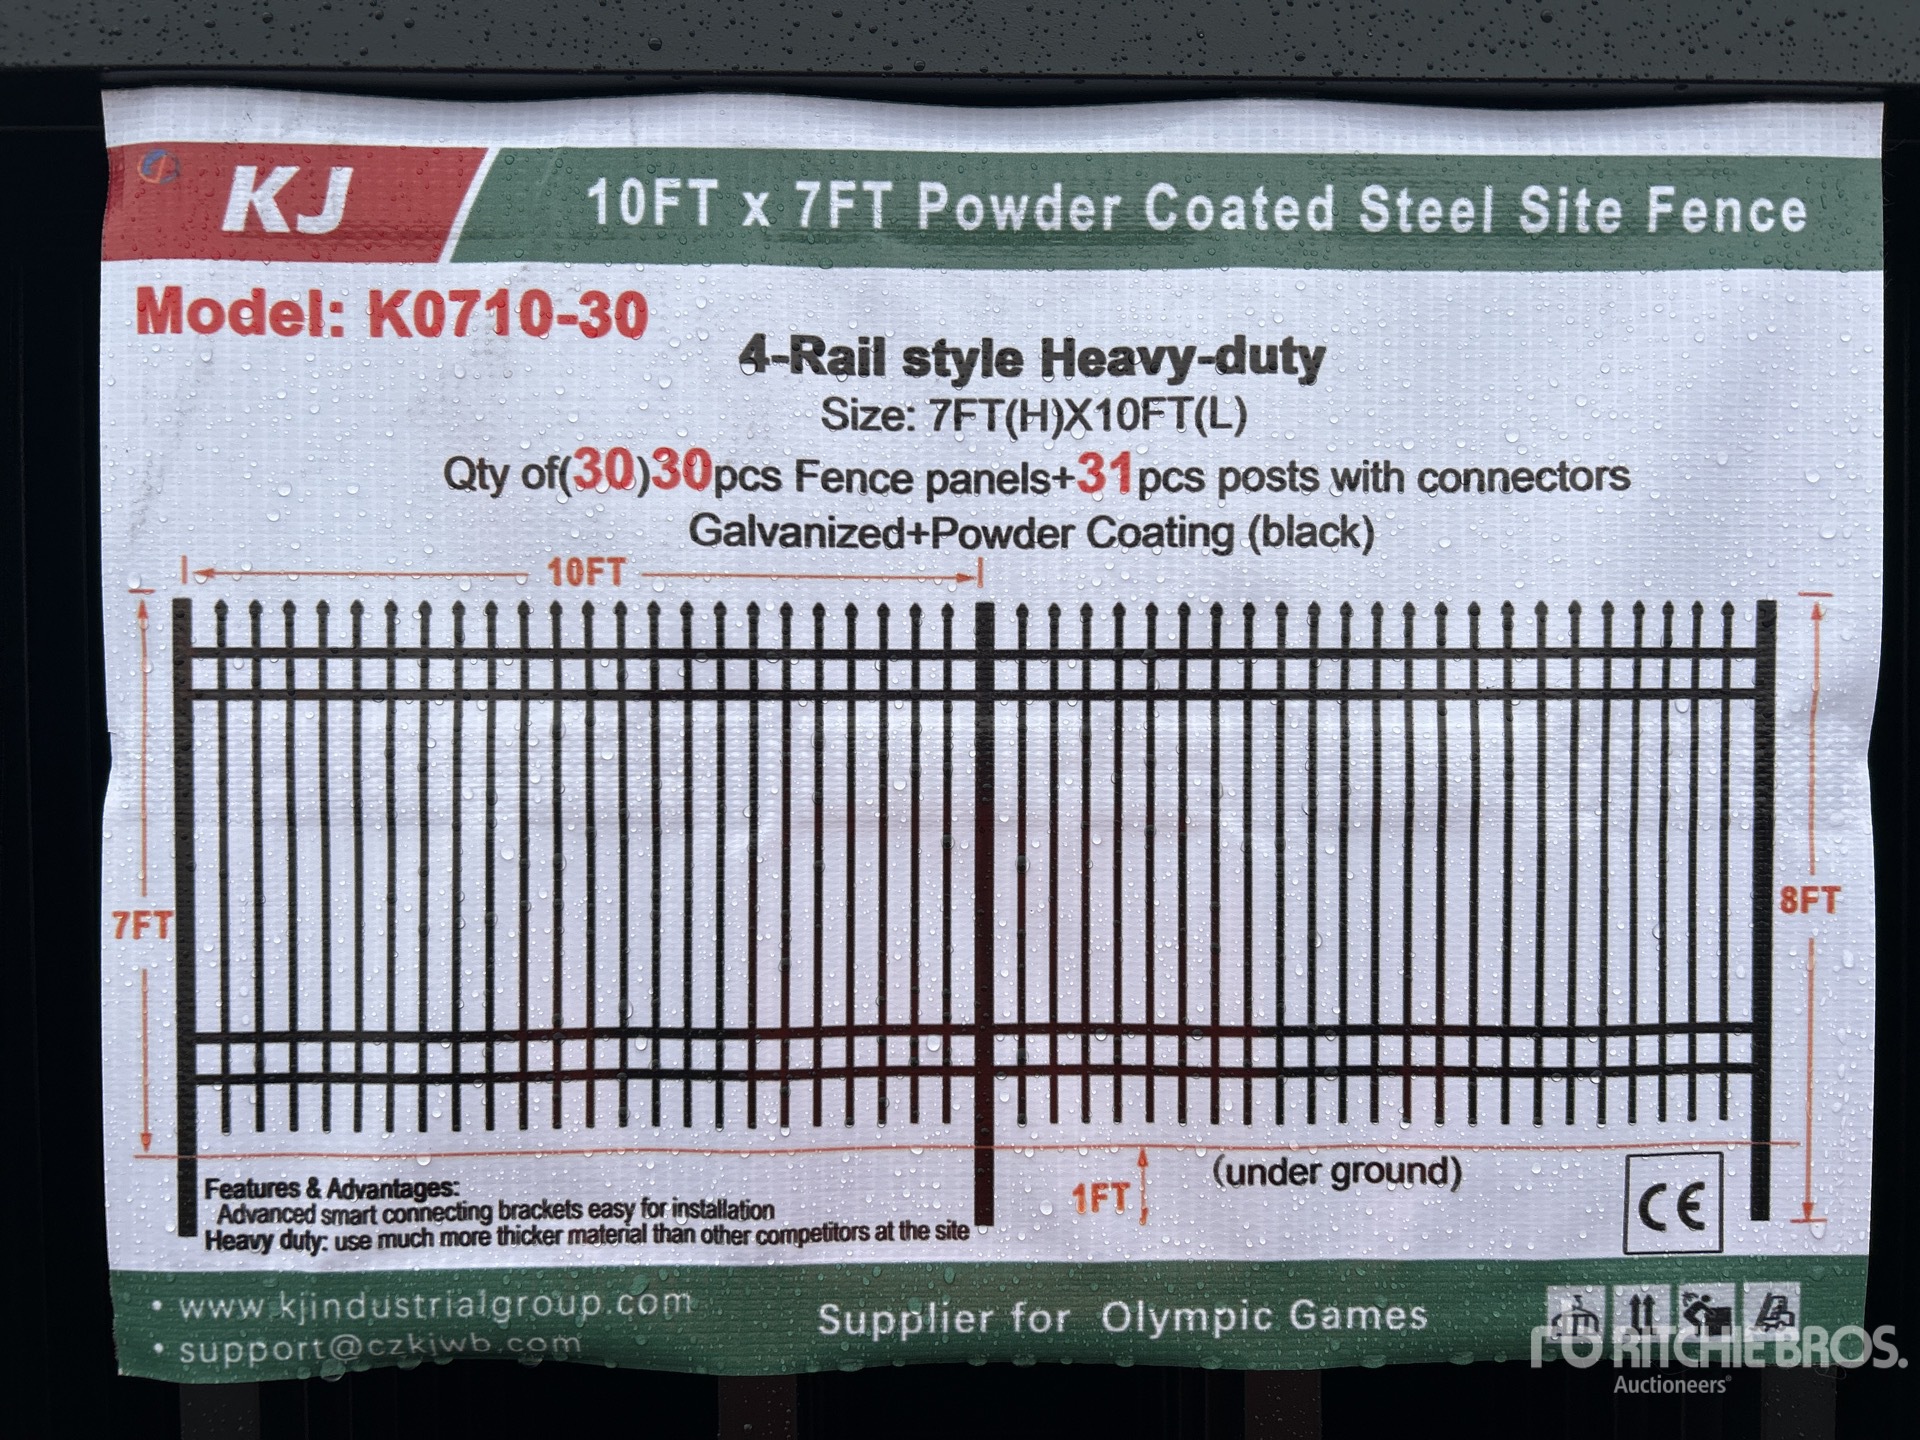 KJ
10FT x 7FT Powder Coated Steel Site Fence
Model: K0710-30
4-Rail style Heavy-duty
Size: 7FT(H)X10FT(L)
Qty of(30)30pcs Fence panels+31pcs posts with connectors
Galvanized+Powder Coating (black)
10FT
7FT
8FT
1FT
(under ground)
Features & Advantages:
Advanced smart connecting brackets easy for installation
Heavy duty: use much more thicker material than other competitors at the site
CE
• www.kjindustrialgroup.com
• support@czkjwb.com
Supplier for Olympic Games
RITCHIE BROS.
Auctioneers®